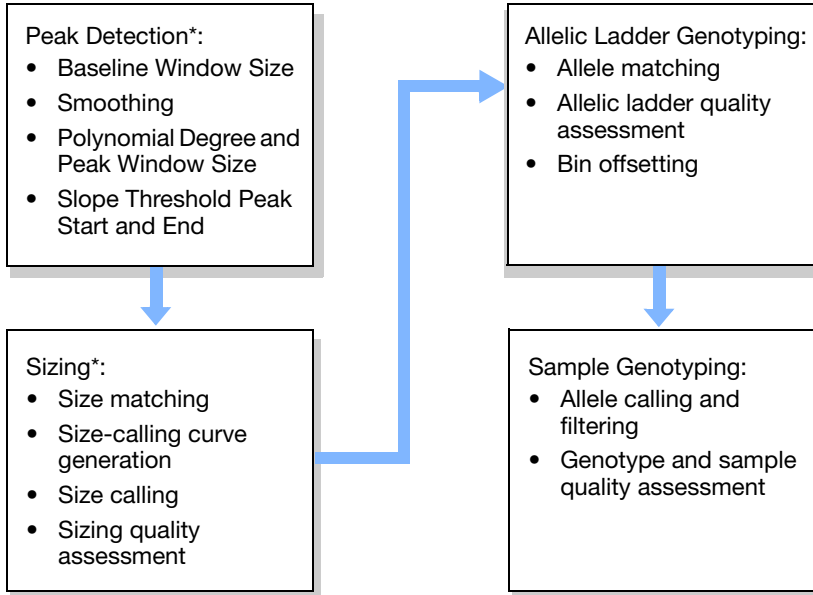 Peak Detection*:
• Baseline Window Size
• Smoothing
• Polynomial Degree and
Peak Window Size
• Slope Threshold Peak
Start and End
Sizing*:
• Size matching
• Size-calling curve
generation
• Size calling
• Sizing quality
assessment
Allelic Ladder Genotyping:
• Allele matching
• Allelic ladder quality
assessment
• Bin offsetting
Sample Genotyping:
• Allele calling and
filtering
• Genotype and sample
quality assessment